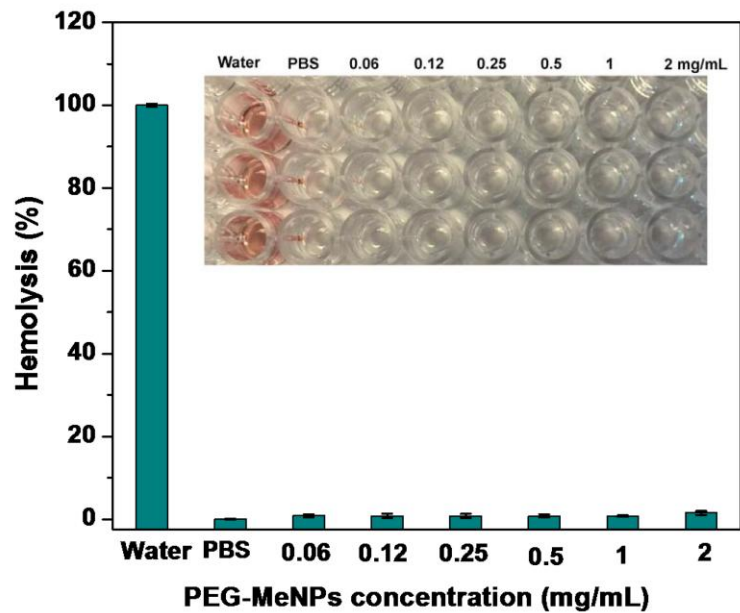 120
100
80
60
40
20
0
Hemolysis (%)
Water PBS 0.06 0.12 0.25 0.5 1 2 mg/mL
Water PBS 0.06 0.12 0.25 0.5 1 2
PEG-MeNPs concentration (mg/mL)